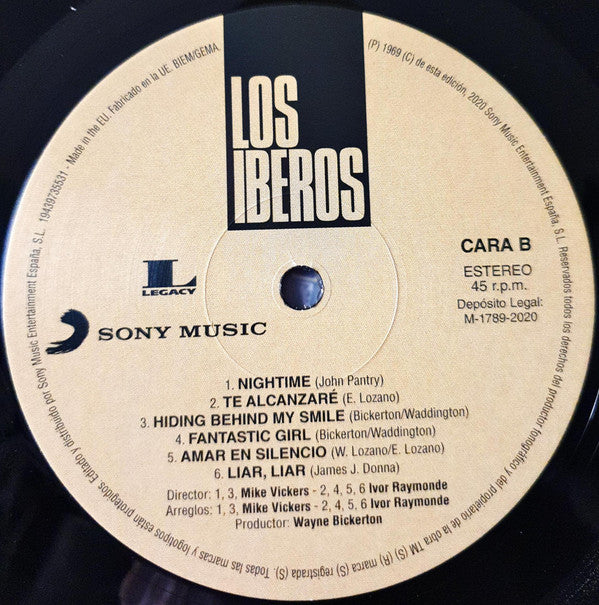 LOS
IBEROS
CARA B
ESTEREO
45 r.p.m.
Depósito Legal:
M-1789-2020
L
LEGACY
SONY MUSIC
1. NIGHTIME (John Pantry)
2. TE ALCANZARÉ (E. Lozano)
3. HIDING BEHIND MY SMILE (Bickerton/Waddington)
4. FANTASTIC GIRL (Bickerton/Waddington)
5. AMAR EN SILENCIO (W. Lozano/E. Lozano)
6. LIAR, LIAR (James J. Donna)
Director: 1, 3, Mike Vickers - 2, 4, 5, 6 Ivor Raymonde
Arreglos: 1, 3, Mike Vickers - 2, 4, 5, 6 Ivor Raymonde
Productor: Wayne Bickerton
(P) 1969 (C) de esta edición, 2020 Sony Music Entertainment España, S.L. Reservados todos los derechos del productor fonográfico y del propietario de la obra TM (S) (R) marca (S) registrada (S). Todas las marcas y logotipos están protegidos. Editado y distribuido por Sony Music Entertainment España, S.L. 19439735531 - Made in the EU. Fabricado en la UE. BIEM/GEMA.